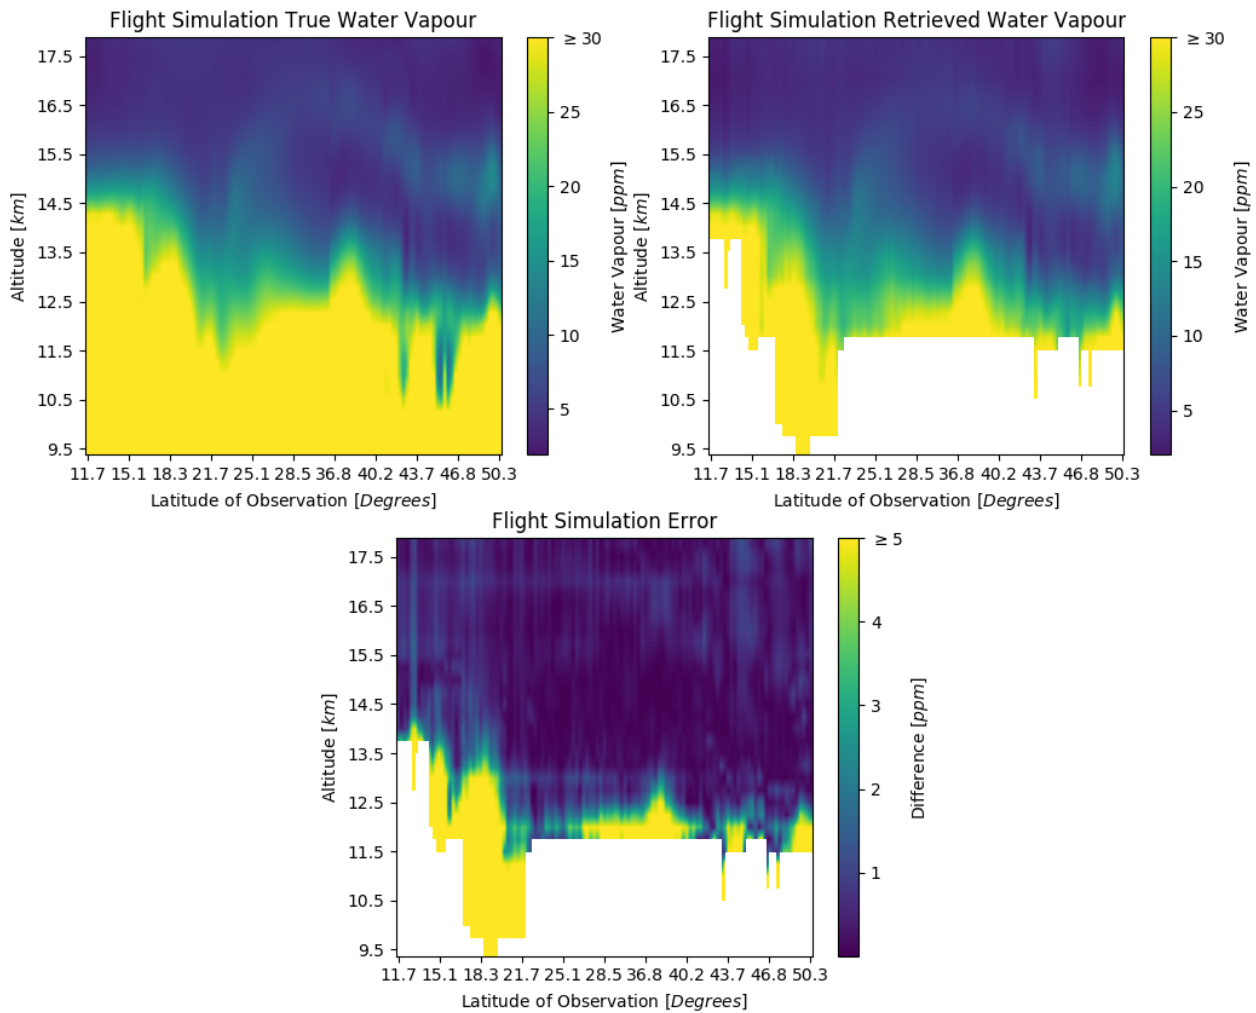 Flight Simulation True Water Vapour
17.5
16.5
15.5
14.5
13.5
12.5
11.5
10.5
9.5
Altitude [km]
11.7 15.1 18.3 21.7 25.1 28.5 36.8 40.2 43.7 46.8 50.3
Latitude of Observation [Degrees]
≥ 30
25
20
15
10
5
Water Vapour [ppm]
Flight Simulation Retrieved Water Vapour
17.5
16.5
15.5
14.5
13.5
12.5
11.5
10.5
9.5
Altitude [km]
11.7 15.1 18.3 21.7 25.1 28.5 36.8 40.2 43.7 46.8 50.3
Latitude of Observation [Degrees]
≥ 30
25
20
15
10
5
Water Vapour [ppm]
Flight Simulation Error
17.5
16.5
15.5
14.5
13.5
12.5
11.5
10.5
9.5
Altitude [km]
11.7 15.1 18.3 21.7 25.1 28.5 36.8 40.2 43.7 46.8 50.3
Latitude of Observation [Degrees]
≥ 5
4
3
2
1
Difference [ppm]